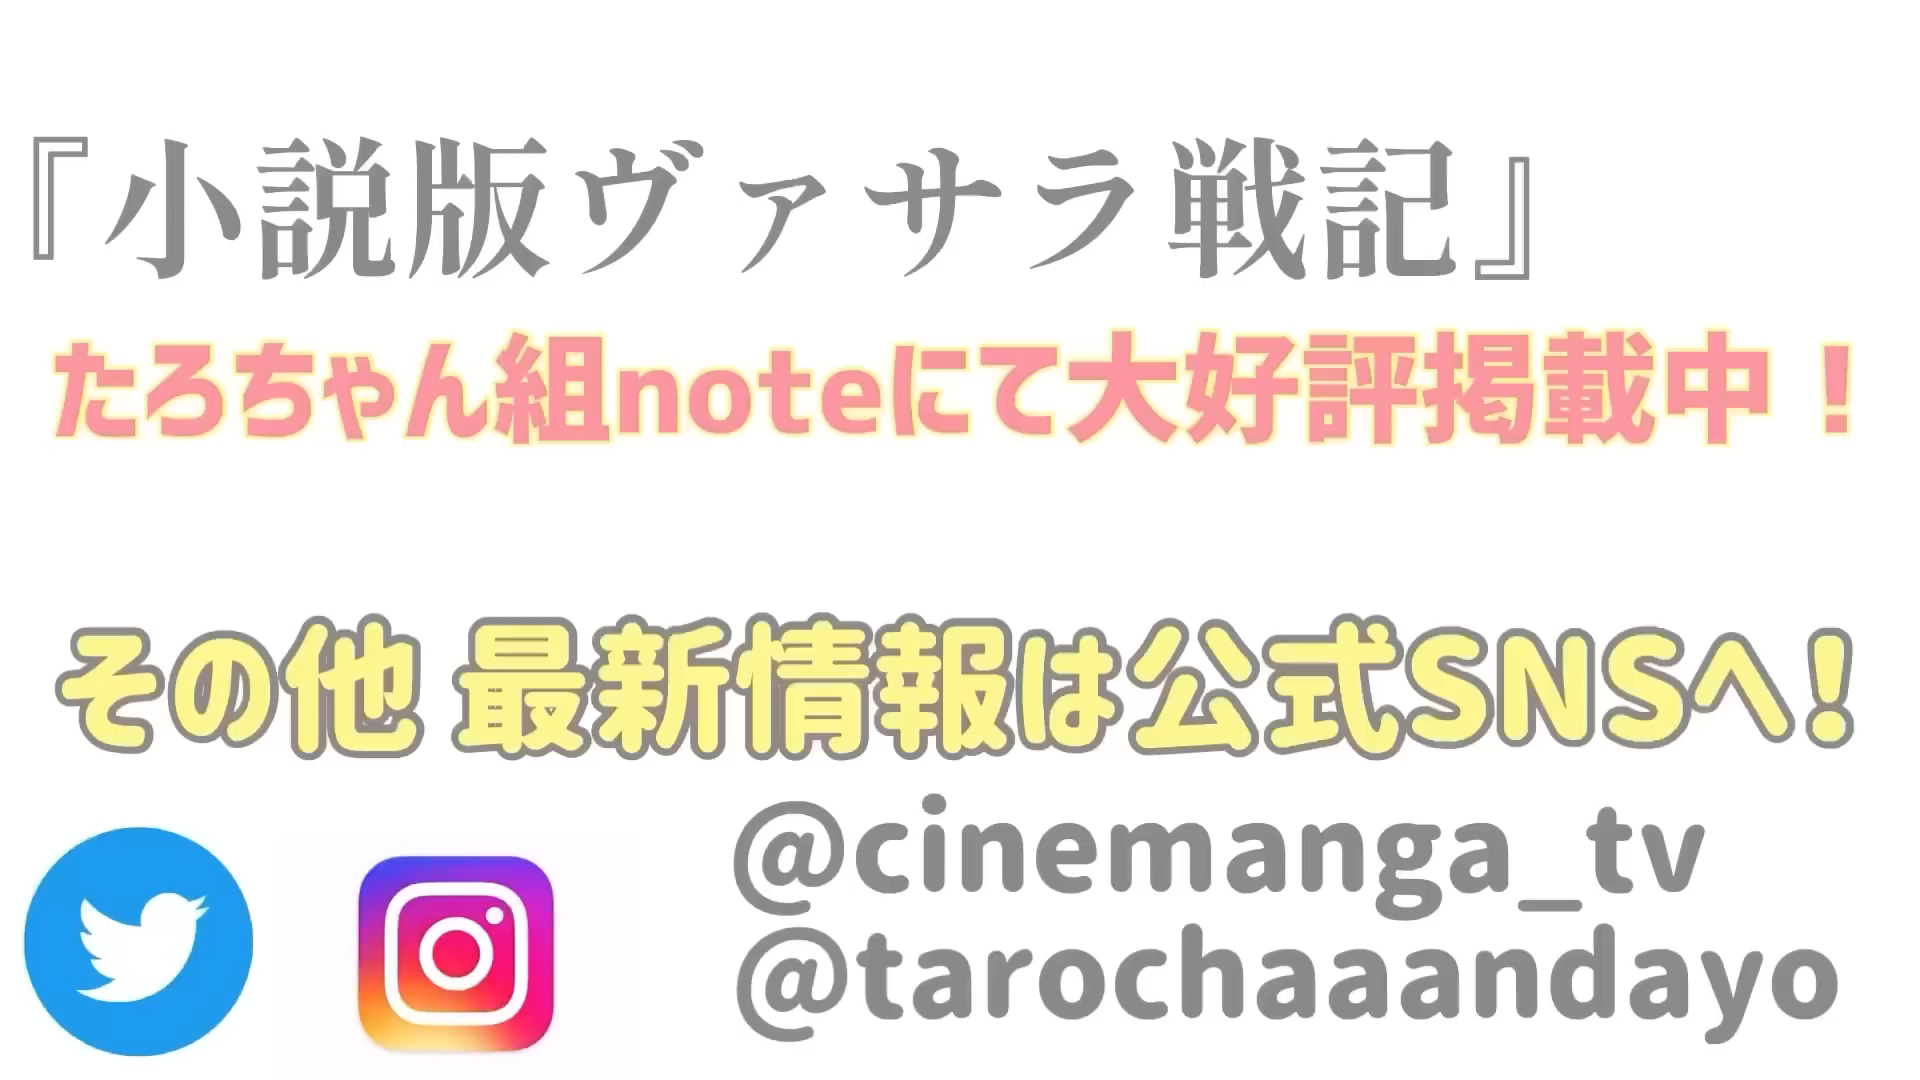 『小説版ヴァサラ戦記』
たろちゃん組noteにて大好評掲載中！
その他 最新情報は公式SNSへ！
@cinemanga_tv
@tarochaaandayo